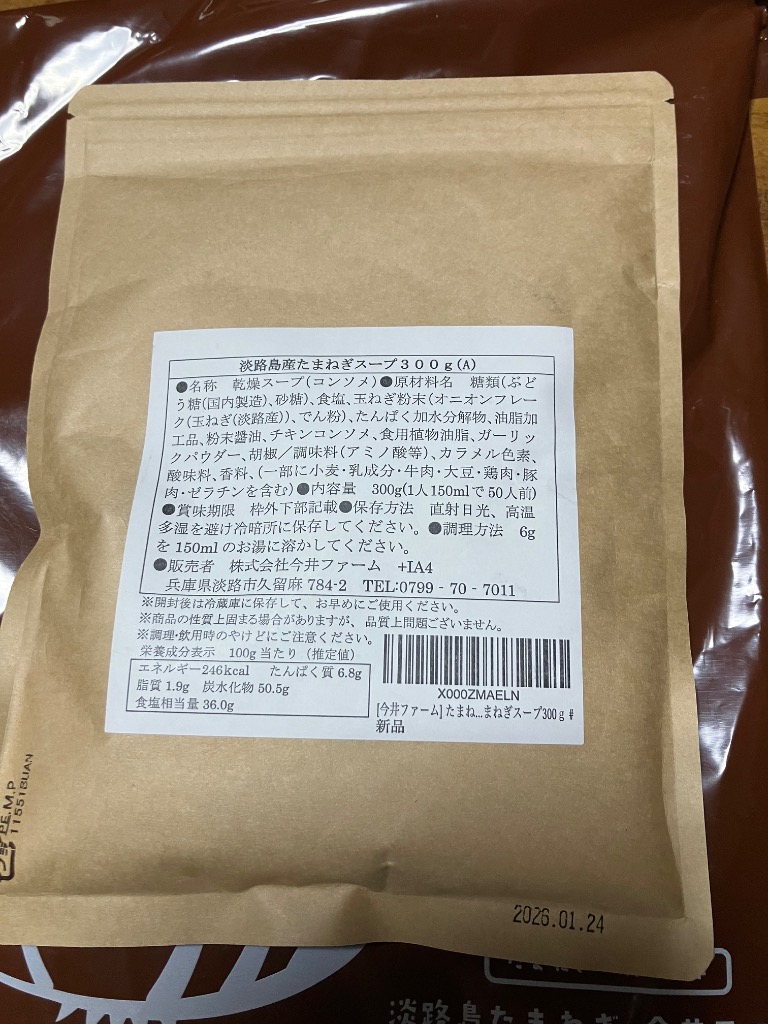 淡路島産たまねぎスープ300g(A)
●名称 乾燥スープ(コンソメ)●原材料名 糖類(ぶど
う糖(国内製造)、砂糖)、食塩、玉ねぎ粉末(オニオンフレー
ク(玉ねぎ(淡路産))、でん粉)、たんぱく加水分解物、油脂加
工品、粉末醤油、チキンコンソメ、食用植物油脂、ガーリッ
クパウダー、胡椒/調味料(アミノ酸等)、カラメル色素、
酸味料、香料、(一部に小麦・乳成分・牛肉・大豆・鶏肉・豚
肉・ゼラチンを含む)●内容量 300g(1人150mlで50人前)
●賞味期限 枠外下部記載●保存方法 直射日光、高温
多湿を避け冷暗所に保存してください。●調理方法 6g
を150mlのお湯に溶かしてください。
●販売者 株式会社今井ファーム +IA4
兵庫県淡路市久留麻784-2 TEL:0799-70-7011
※開封後は冷蔵庫に保存して、お早めにご使用ください。
※商品の性質上固まる場合がありますが、品質上問題ございません。
※調理・飲用時のやけどにご注意ください。
栄養成分表示 100g当たり(推定値)
エネルギー246kcal たんぱく質6.8g
脂質1.9g 炭水化物50.5g
食塩相当量36.0g
X000ZMAELN
[今井ファーム] たまね...まねぎスープ300g #
新品
PE.M.P
11551BUAN
2026.01.24
淡路島たまねぎ